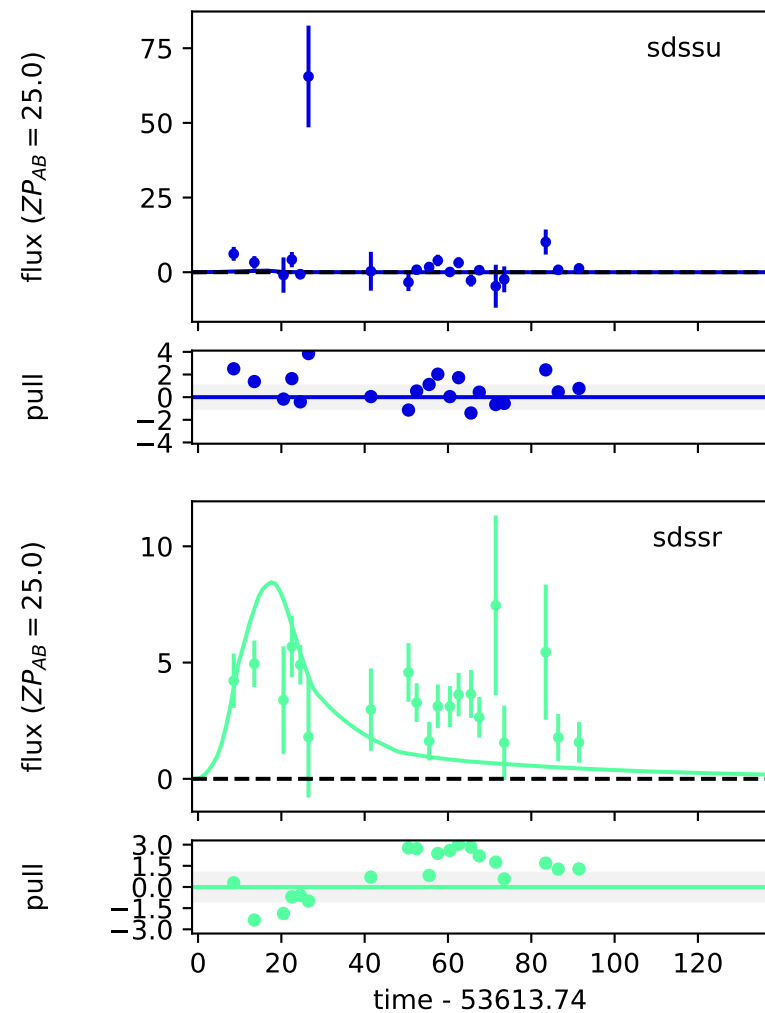 75
50
25
0
flux (ZP_AB = 25.0)
sdssu
4
2
0
−2
−4
pull
10
5
0
flux (ZP_AB = 25.0)
sdssr
3.0
1.5
0.0
−1.5
−3.0
pull
0 20 40 60 80 100 120
time - 53613.74